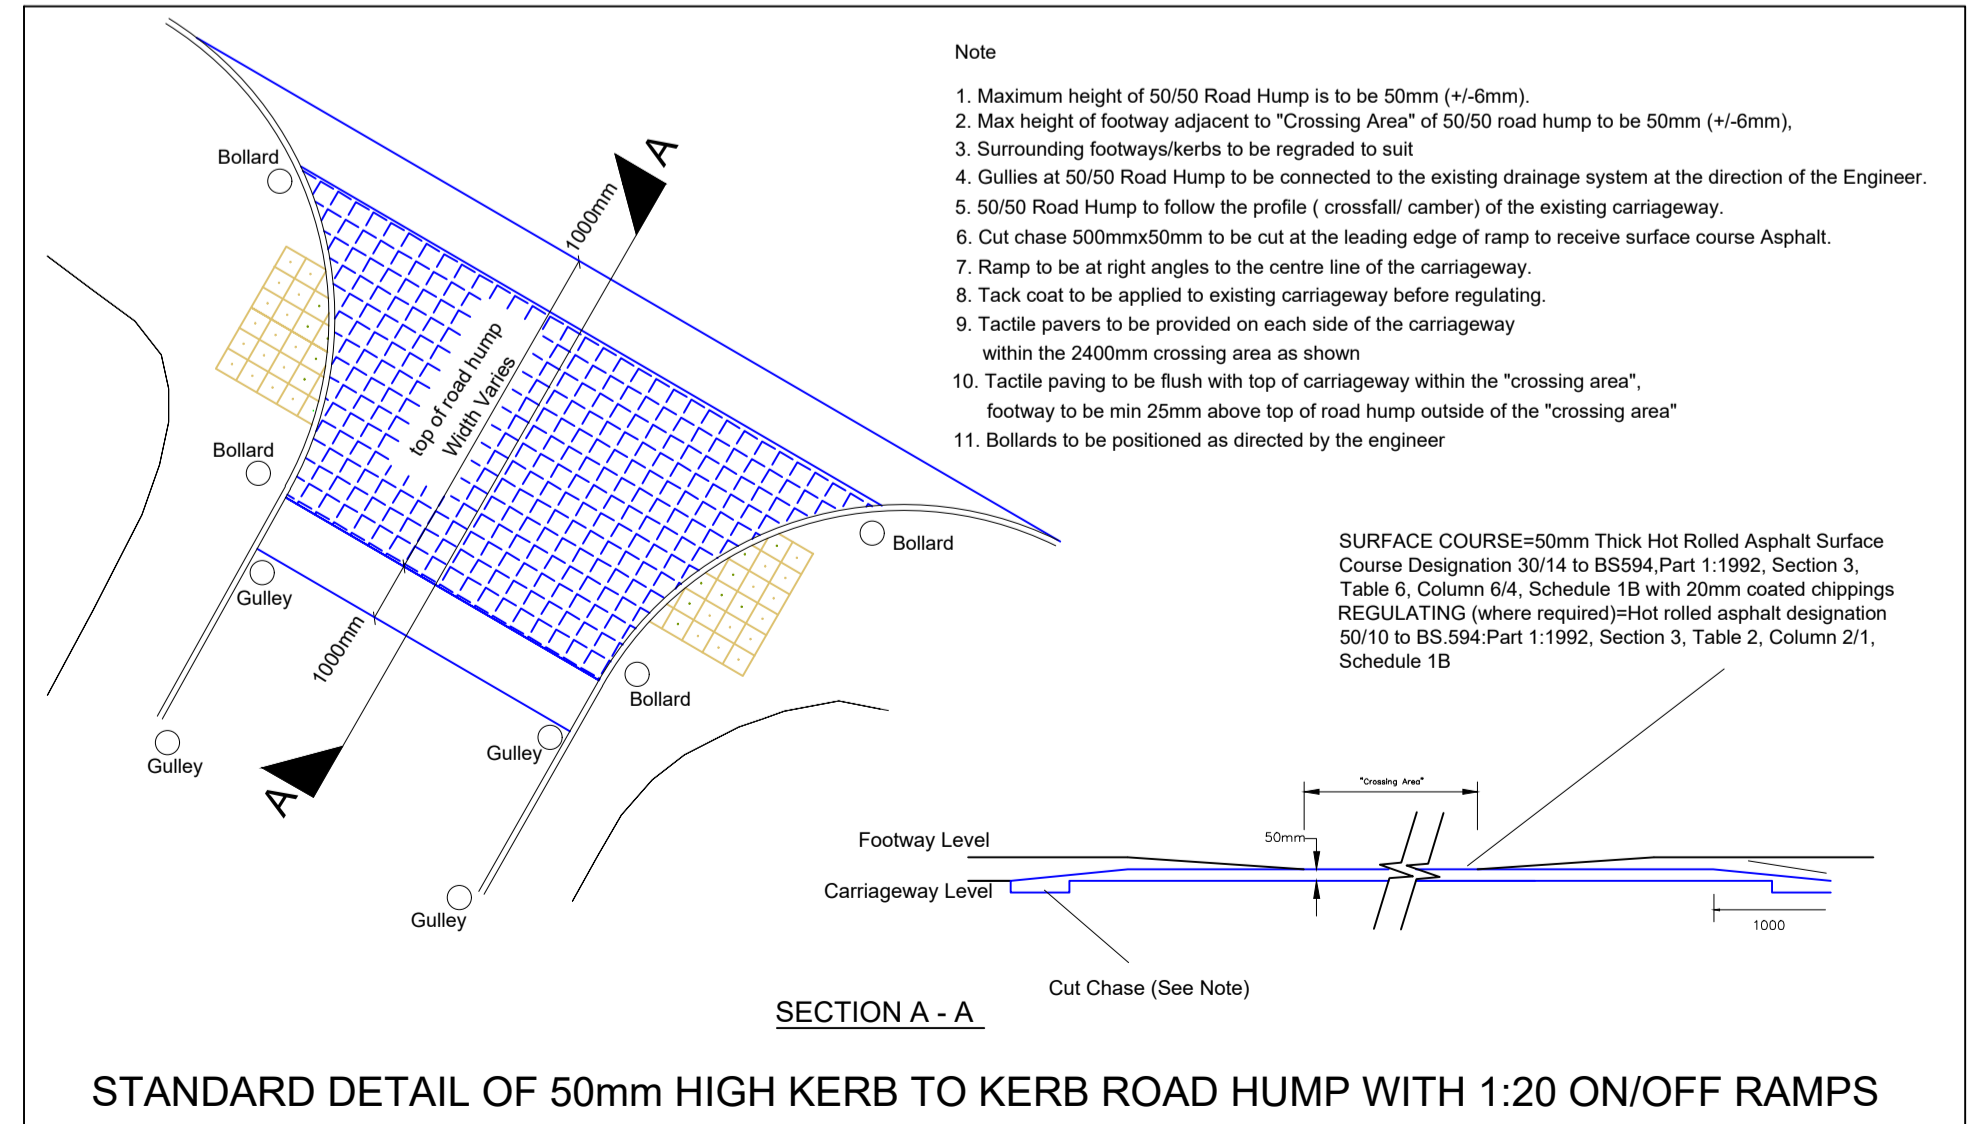 Note
1. Maximum height of 50/50 Road Hump is to be 50mm (+/-6mm).
2. Max height of footway adjacent to "Crossing Area" of 50/50 road hump to be 50mm (+/-6mm),
3. Surrounding footways/kerbs to be regraded to suit
4. Gullies at 50/50 Road Hump to be connected to the existing drainage system at the direction of the Engineer.
5. 50/50 Road Hump to follow the profile ( crossfall/ camber) of the existing carriageway.
6. Cut chase 500mmx50mm to be cut at the leading edge of ramp to receive surface course Asphalt.
7. Ramp to be at right angles to the centre line of the carriageway.
8. Tack coat to be applied to existing carriageway before regulating.
9. Tactile pavers to be provided on each side of the carriageway
within the 2400mm crossing area as shown
10. Tactile paving to be flush with top of carriageway within the "crossing area",
footway to be min 25mm above top of road hump outside of the "crossing area"
11. Bollards to be positioned as directed by the engineer
A
Bollard
1000mm
top of road hump
Width Varies
Bollard
Bollard
Gulley
1000mm
Bollard
Gulley
Gulley
A
Gulley
SURFACE COURSE=50mm Thick Hot Rolled Asphalt Surface
Course Designation 30/14 to BS594,Part 1:1992, Section 3,
Table 6, Column 6/4, Schedule 1B with 20mm coated chippings
REGULATING (where required)=Hot rolled asphalt designation
50/10 to BS.594:Part 1:1992, Section 3, Table 2, Column 2/1,
Schedule 1B
"Crossing Area"
50mm
Footway Level
Carriageway Level
1000
Cut Chase (See Note)
SECTION A - A
STANDARD DETAIL OF 50mm HIGH KERB TO KERB ROAD HUMP WITH 1:20 ON/OFF RAMPS